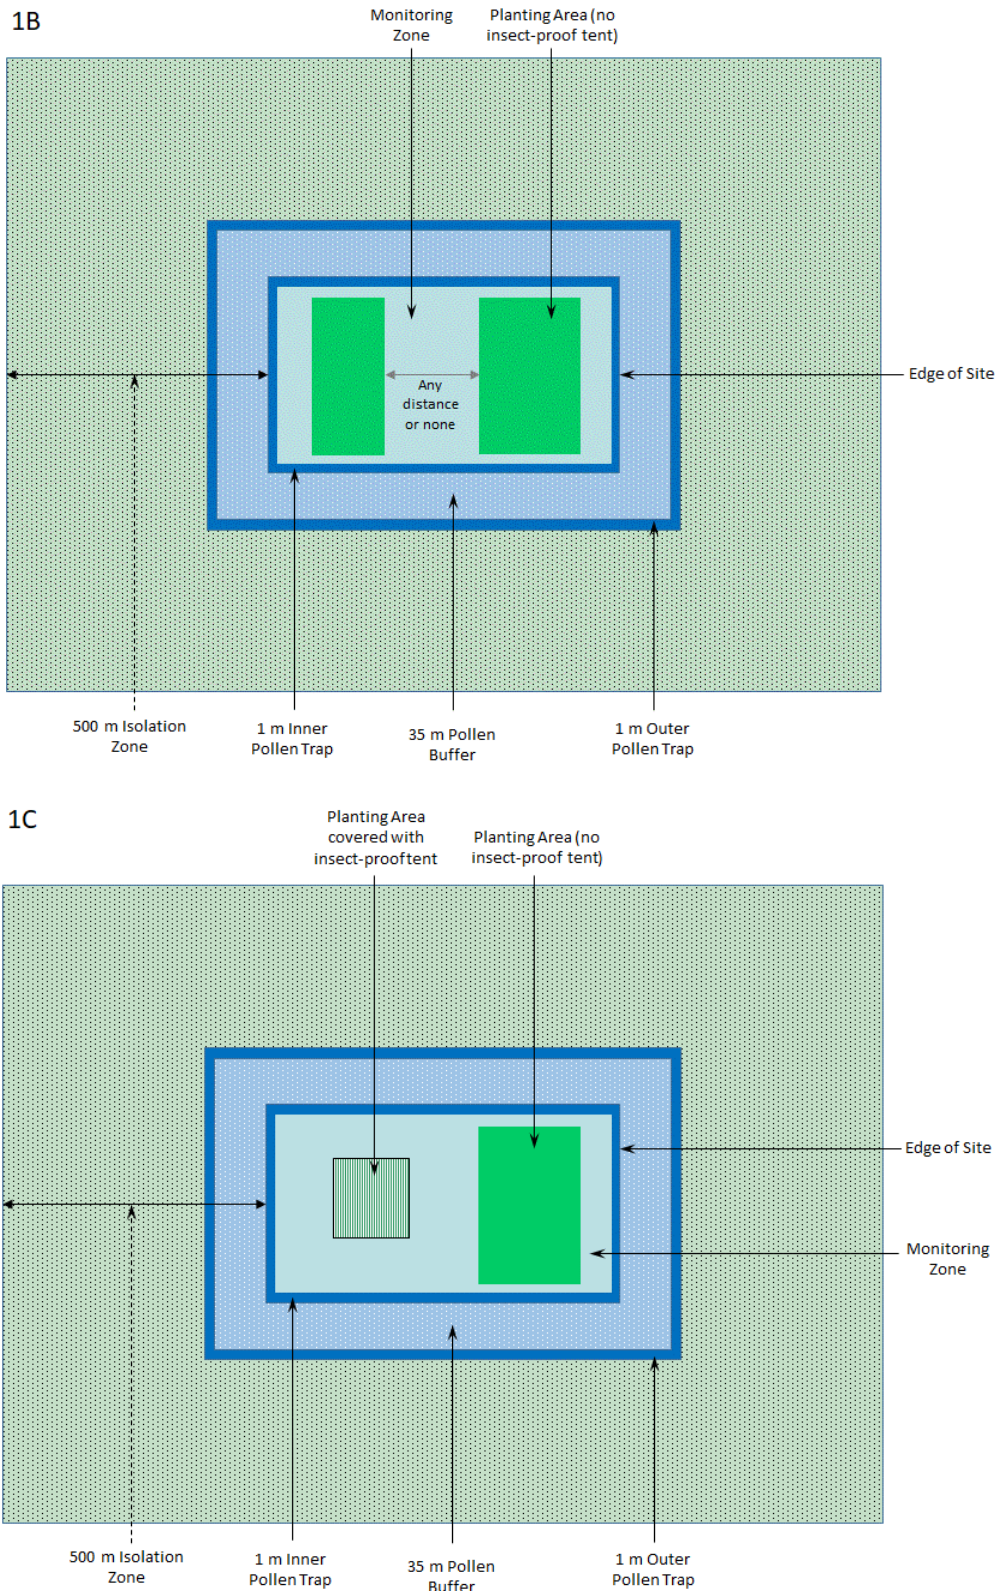 1B
Monitoring
Zone
Planting Area (no
insect-proof tent)
Any
distance
or none
Edge of Site
500 m Isolation
Zone
1 m Inner
Pollen Trap
35 m Pollen
Buffer
1 m Outer
Pollen Trap
1C
Planting Area
covered with
insect-proof tent
Planting Area (no
insect-proof tent)
Edge of Site
Monitoring
Zone
500 m Isolation
Zone
1 m Inner
Pollen Trap
35 m Pollen
Buffer
1 m Outer
Pollen Trap